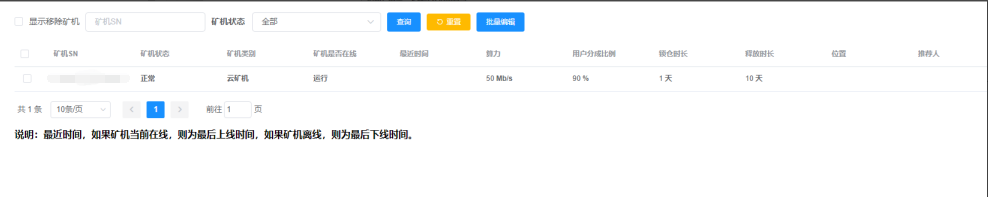 显示移除矿机 矿机SN 矿机状态 全部 查询 重置 批量编辑
矿机SN 矿机状态 矿机类别 矿机是否在线 最近时间 算力 用户分成比例 锁仓时长 释放时长 位置 推荐人
正常 云矿机 运行 50 Mb/s 90 % 1 天 10 天
共 1 条 10条/页 1 前往 1 页
说明：最近时间，如果矿机当前在线，则为最后上线时间，如果矿机离线，则为最后下线时间。